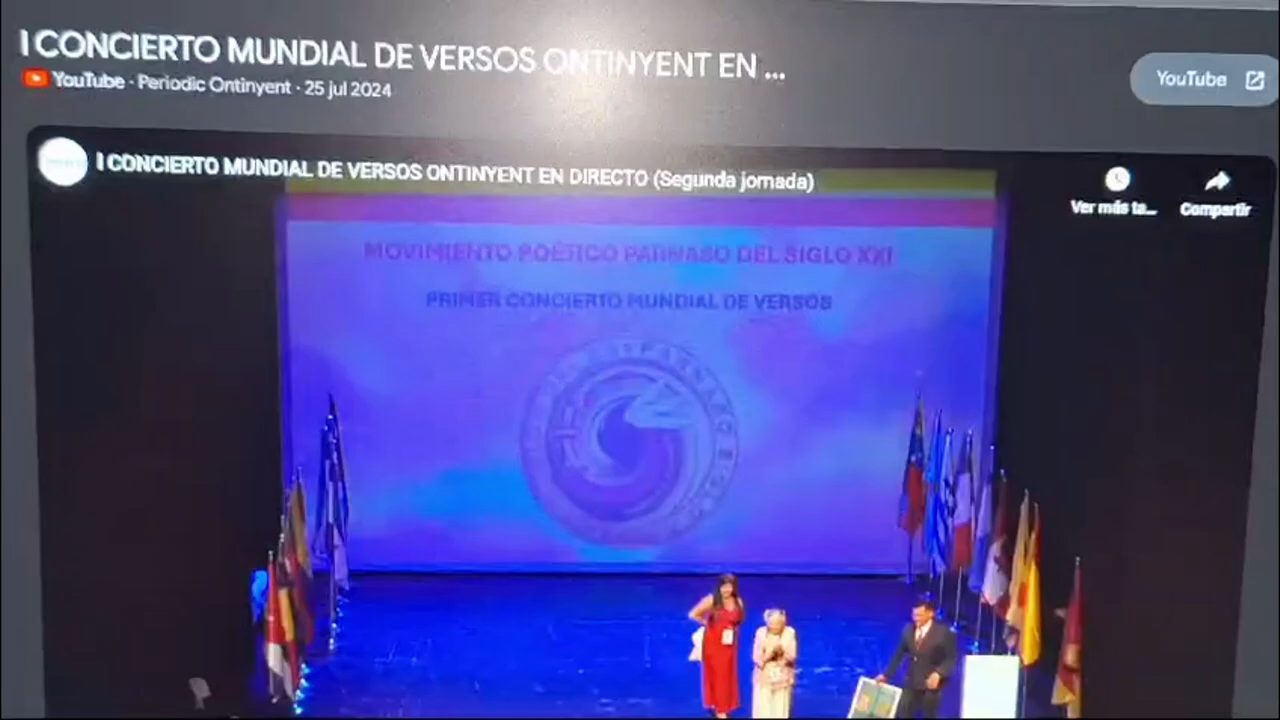 I CONCIERTO MUNDIAL DE VERSOS ONTINYENT EN ...
YouTube · Periodic Ontinyent · 25 jul 2024
YouTube
I CONCIERTO MUNDIAL DE VERSOS ONTINYENT EN DIRECTO (Segunda jornada)
Ver más ta...
Compartir
MOVIMIENTO POÉTICO PARNASO DEL SIGLO XXI
PRIMER CONCIERTO MUNDIAL DE VERSOS